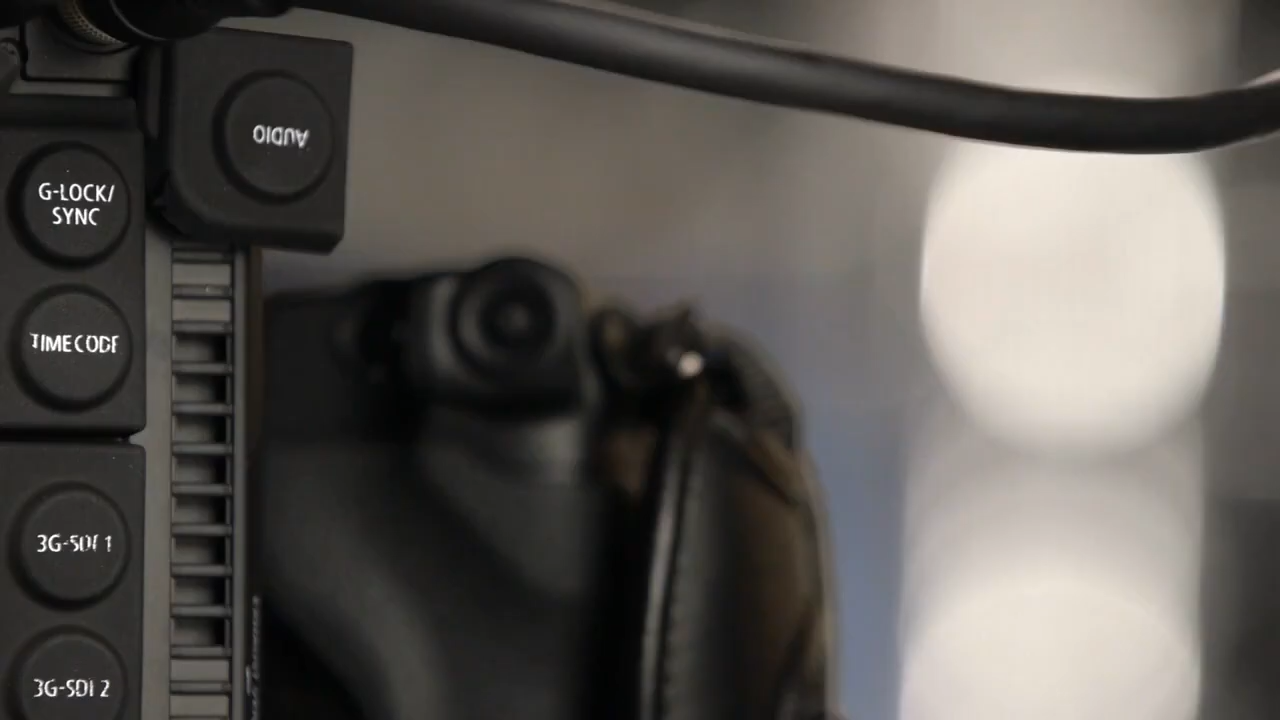 AUDIO
G-LOCK/
SYNC
TIMECODE
3G-SDI 1
3G-SDI 2